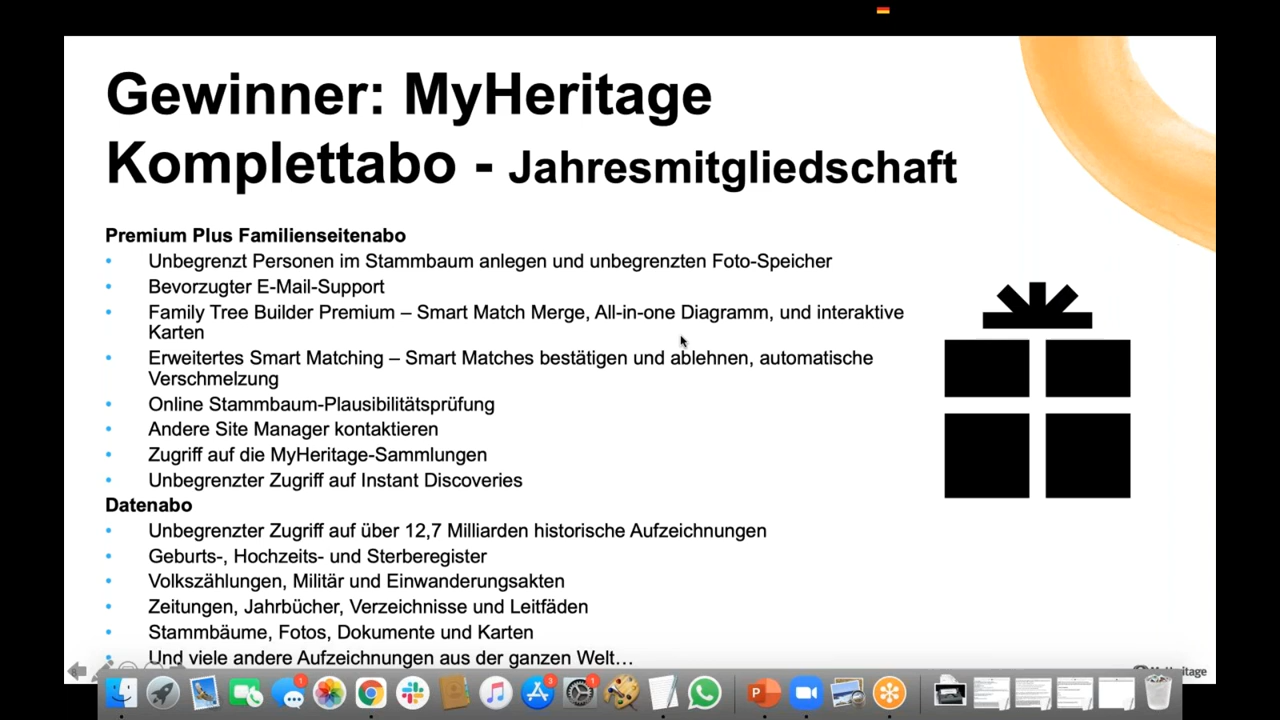 Gewinner: MyHeritage
Komplettabo - Jahresmitgliedschaft
Premium Plus Familienseitenabo
• Unbegrenzt Personen im Stammbaum anlegen und unbegrenzten Foto-Speicher
• Bevorzugter E-Mail-Support
• Family Tree Builder Premium – Smart Match Merge, All-in-one Diagramm, und interaktive
Karten
• Erweitertes Smart Matching – Smart Matches bestätigen und ablehnen, automatische
Verschmelzung
• Online Stammbaum-Plausibilitätsprüfung
• Andere Site Manager kontaktieren
• Zugriff auf die MyHeritage-Sammlungen
• Unbegrenzter Zugriff auf Instant Discoveries
Datenabo
• Unbegrenzter Zugriff auf über 12,7 Milliarden historische Aufzeichnungen
• Geburts-, Hochzeits- und Sterberegister
• Volkszählungen, Militär und Einwanderungsakten
• Zeitungen, Jahrbücher, Verzeichnisse und Leitfäden
• Stammbäume, Fotos, Dokumente und Karten
• Und viele andere Aufzeichnungen aus der ganzen Welt…
MyHeritage
1
3
1